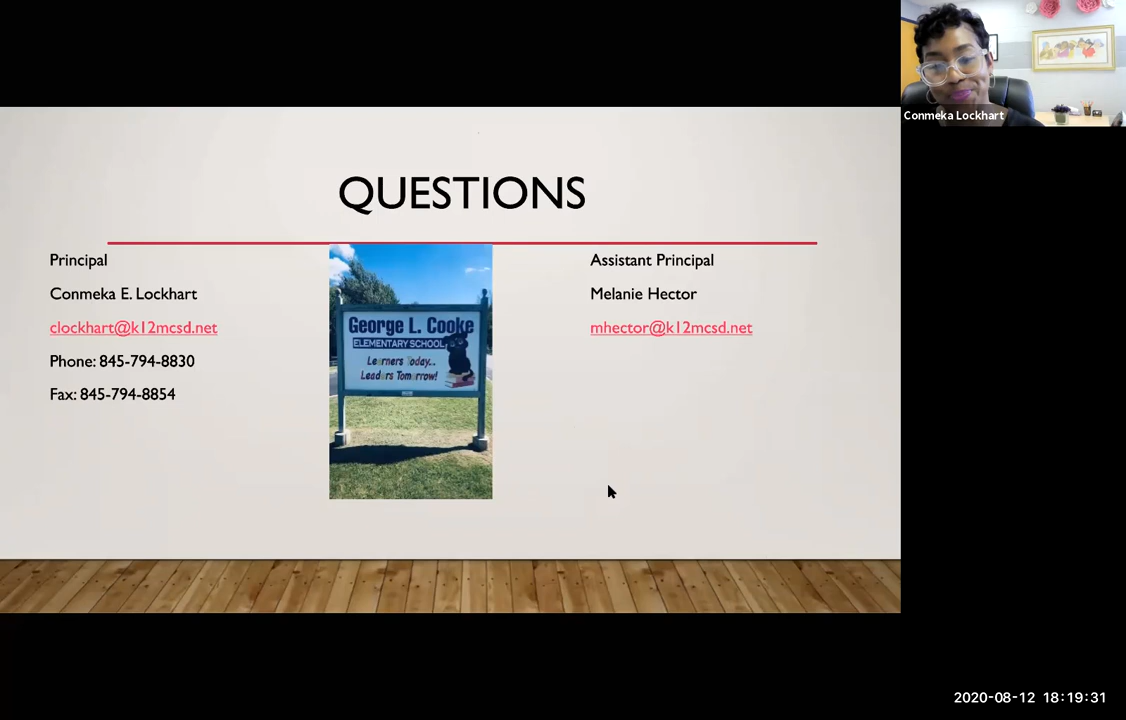 QUESTIONS
Principal
Conmeka E. Lockhart
clockhart@k12mcsd.net
Phone: 845-794-8830
Fax: 845-794-8854
George L. Cooke
ELEMENTARY SCHOOL
Learners Today...
Leaders Tomorrow!
Assistant Principal
Melanie Hector
mhector@k12mcsd.net
Conmeka Lockhart
2020-08-12 18:19:31